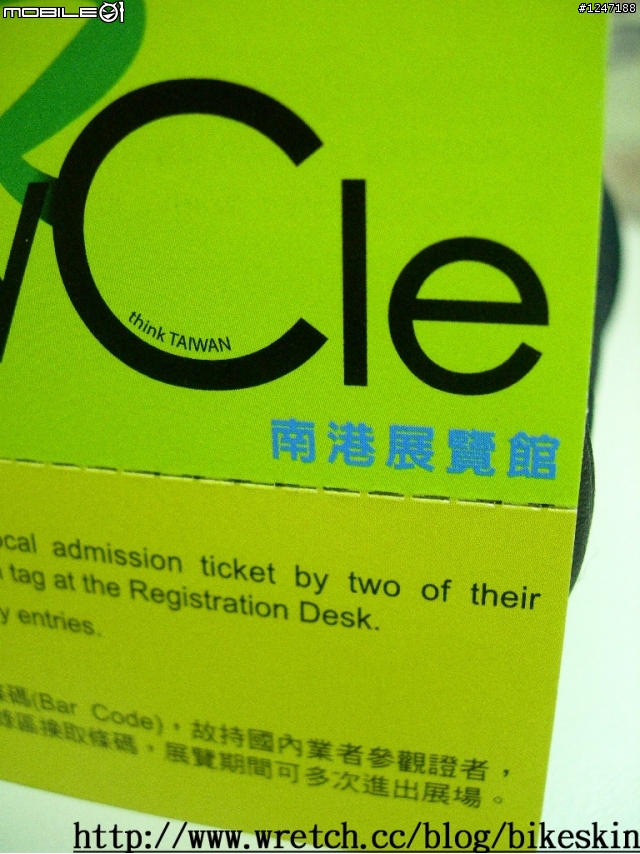 MOBILE01
#1247188
Cle
think TAIWAN
南港展覽館
admission ticket by two of their
tag at the Registration Desk.
entries.
碼(Bar Code)，故持國內業者參觀證者，
區換取條碼，展覽期間可多次進出展場。
http://www.wretch.cc/blog/bikeskin